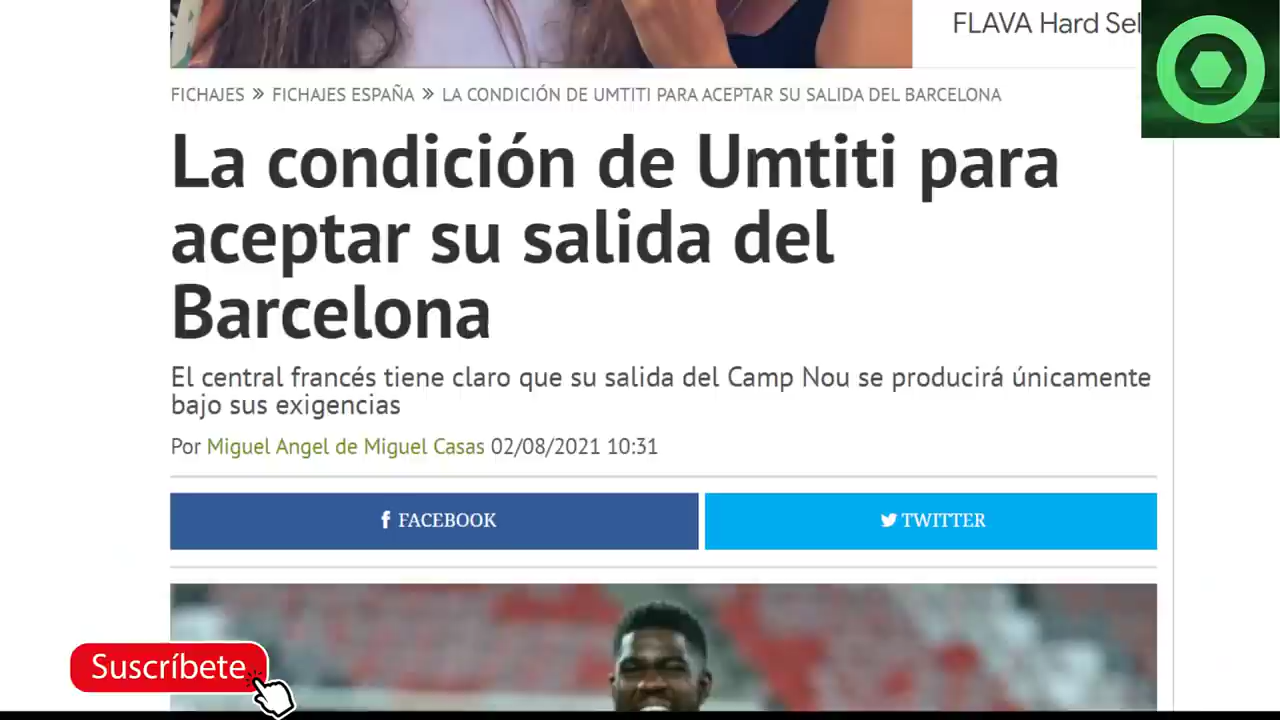 FLAVA Hard Sel
FICHAJES » FICHAJES ESPAÑA » LA CONDICIÓN DE UMTITI PARA ACEPTAR SU SALIDA DEL BARCELONA
La condición de Umtiti para
aceptar su salida del
Barcelona
El central francés tiene claro que su salida del Camp Nou se producirá únicamente
bajo sus exigencias
Por Miguel Angel de Miguel Casas 02/08/2021 10:31
FACEBOOK
TWITTER
Suscríbete